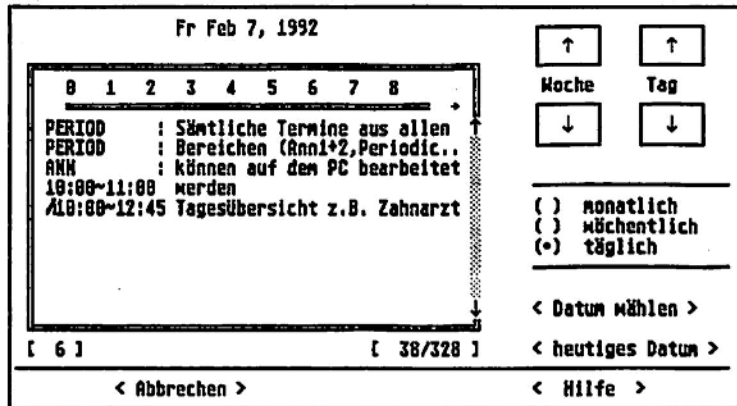 Fr Feb 7, 1992
↑ ↑
0 1 2 3 4 5 6 7 8
Woche Tag
PERIOD : Sämtliche Termine aus allen
PERIOD : Bereichen (Ann1+2,Periodic..
ANN : können auf dem PC bearbeitet
10:00~11:00 werden
10:00~12:45 Tagesübersicht z.B. Zahnarzt
↓ ↓
( ) monatlich
( ) wöchentlich
(•) täglich
< Datum wählen >
[ 6 ] [ 38/328 ] < heutiges Datum >
< Abbrechen > < Hilfe >